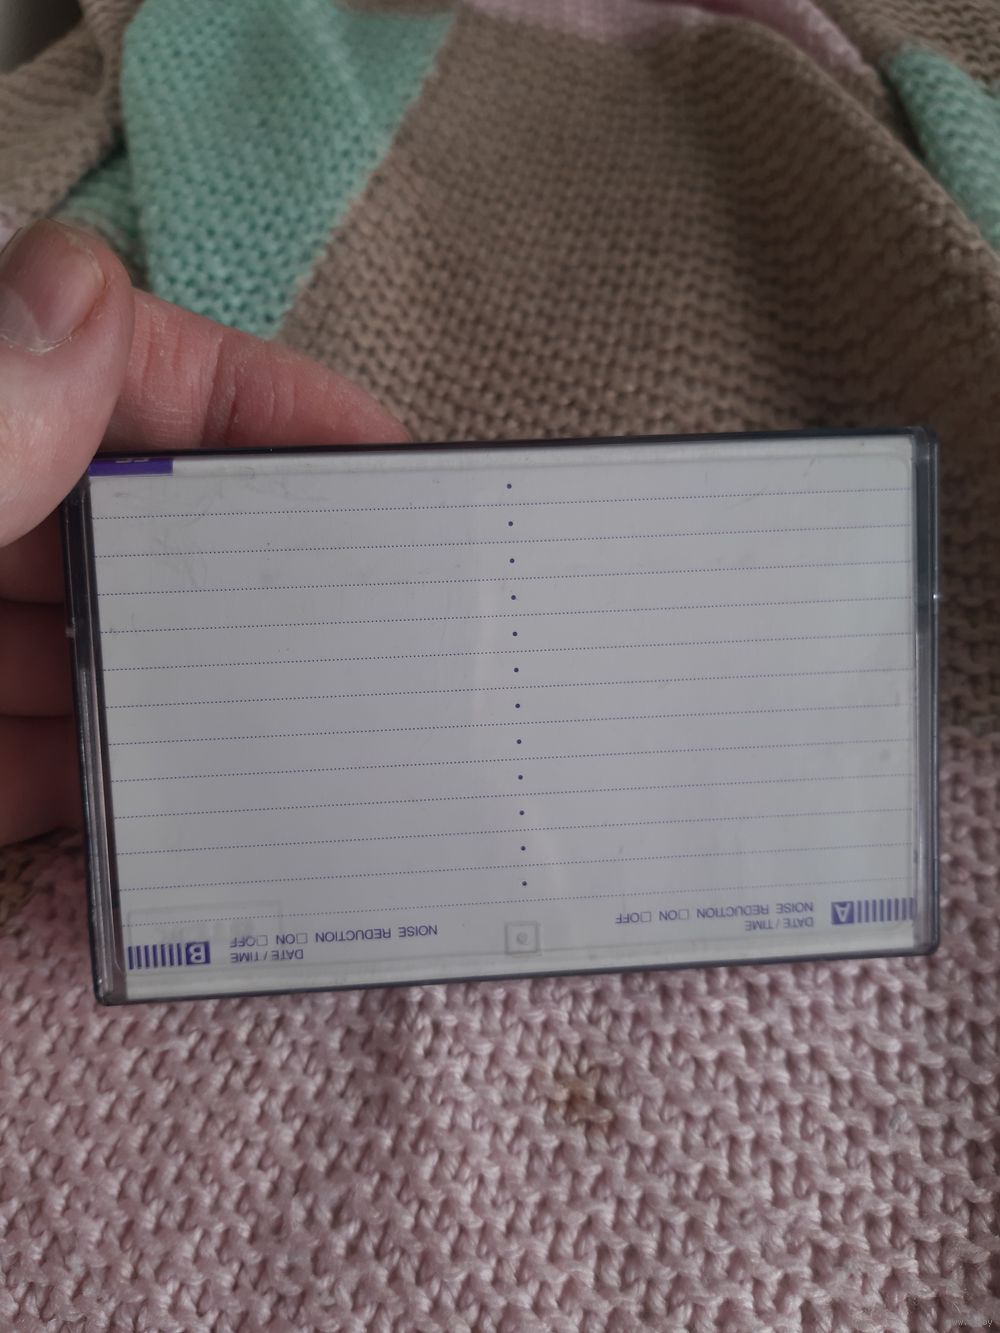 A DATE / TIME
NOISE REDUCTION □ON □OFF
B DATE / TIME
NOISE REDUCTION □ON □OFF